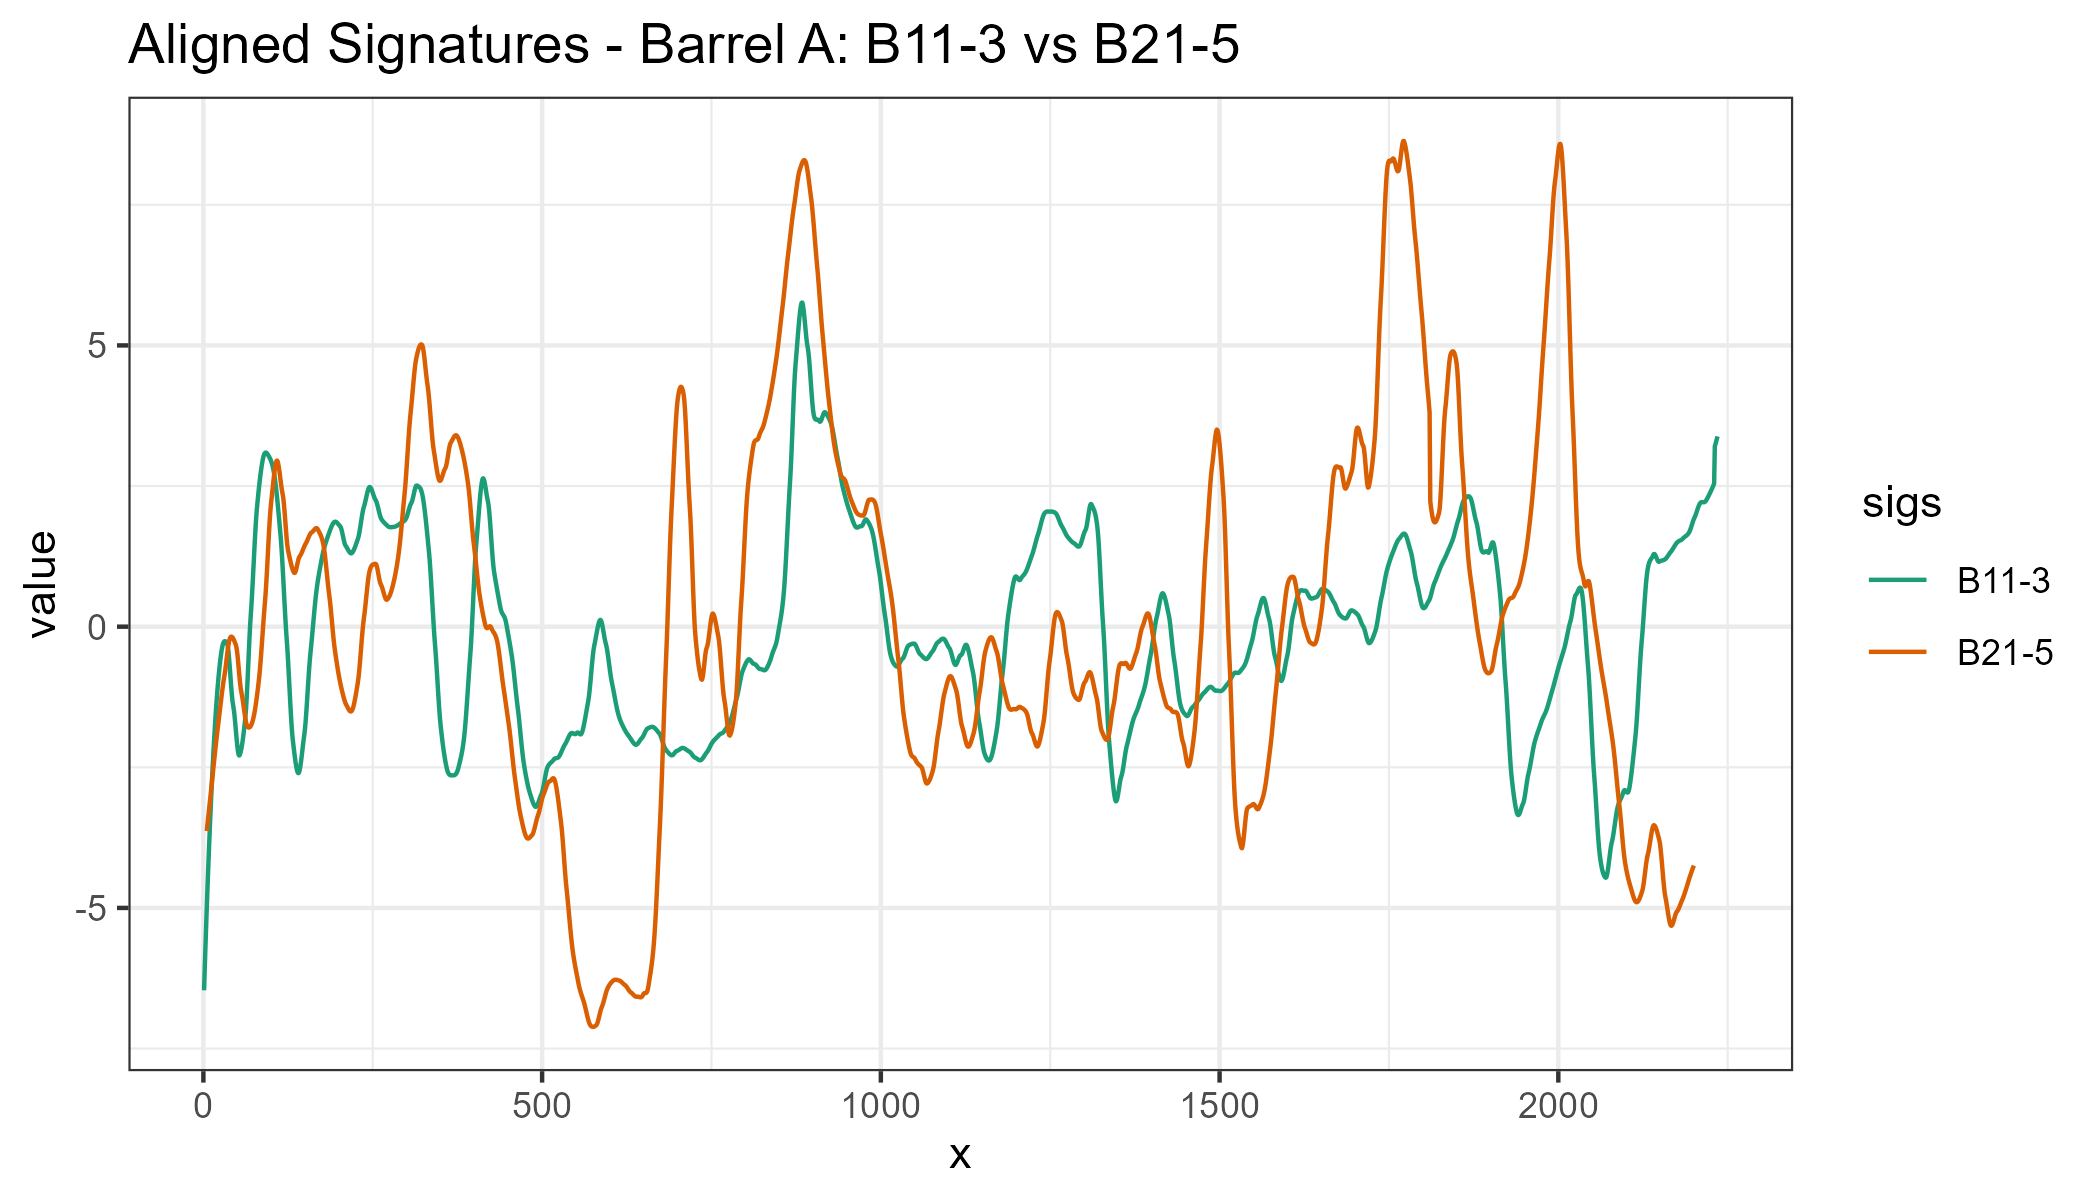 Aligned Signatures - Barrel A: B11-3 vs B21-5
value
5
0
-5
0
500
1000
1500
2000
x
sigs
B11-3
B21-5